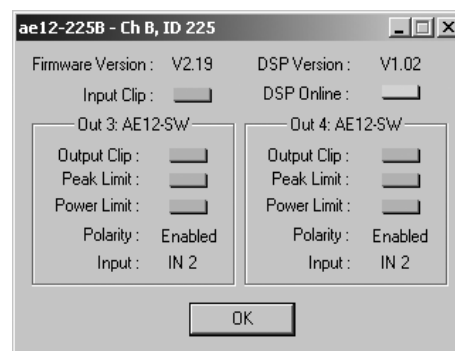 ae12-225B - Ch B, ID 225
Firmware Version : V2.19 DSP Version : V1.02
Input Clip : DSP Online :
Out 3: AE12-SW Out 4: AE12-SW
Output Clip : Output Clip :
Peak Limit : Peak Limit :
Power Limit : Power Limit :
Polarity : Enabled Polarity : Enabled
Input : IN 2 Input : IN 2
OK